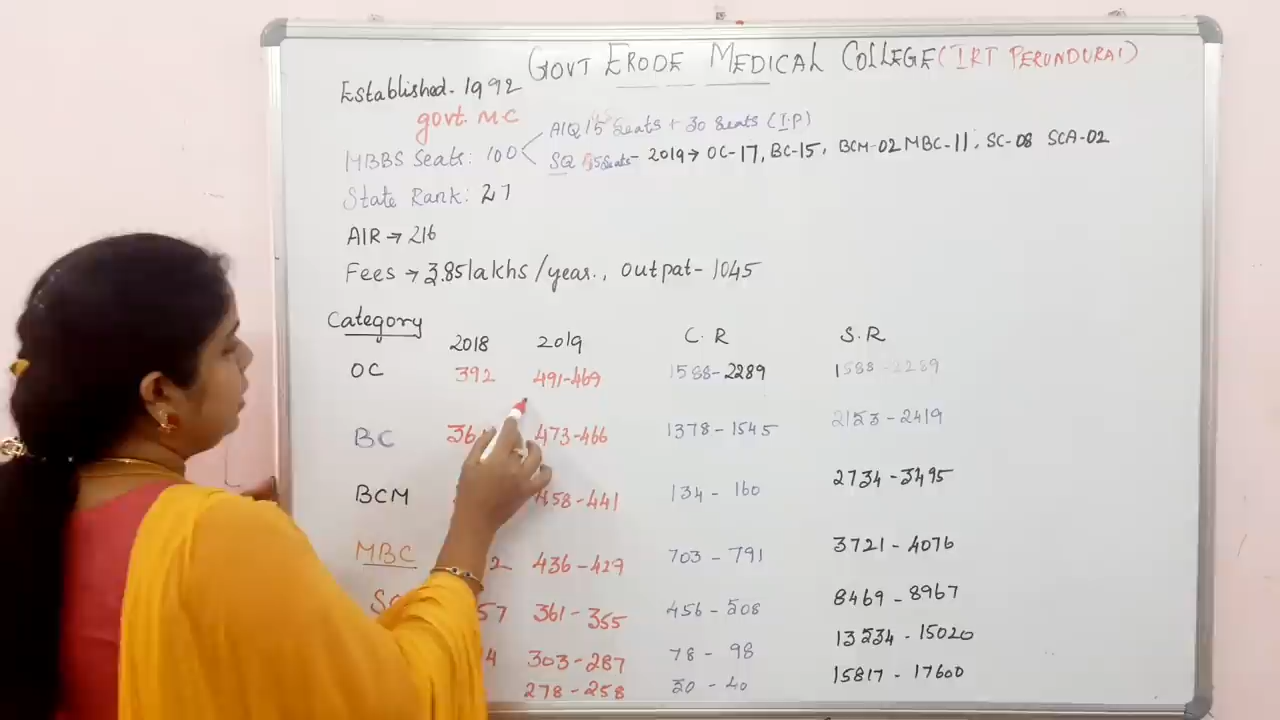 GOVT ERODE MEDICAL COLLEGE (IRT PERUNDURAI)
Established - 1992
govt. MC
AIQ 15 Seats + 30 Seats (I.P)
MBBS Seats: 100
SQ Seats - 2019 → OC-17, BC-15, BCM-02 MBC-11; SC-08 SCA-02
State Rank: 27
AIR → 216
Fees → 3.85 lakhs/year., Outpat - 1045
Category 2018 2019 C.R S.R
OC 392 491-469 1588-2289 1588-2289
BC 473-466 1378-1545 2153-2419
BCM 458-441 134-160 2734-3495
MBC 436-429 703-791 3721-4076
361-355 456-508 8469-8967
303-287 78-98 13534-15020
278-258 20-40 15817-17600